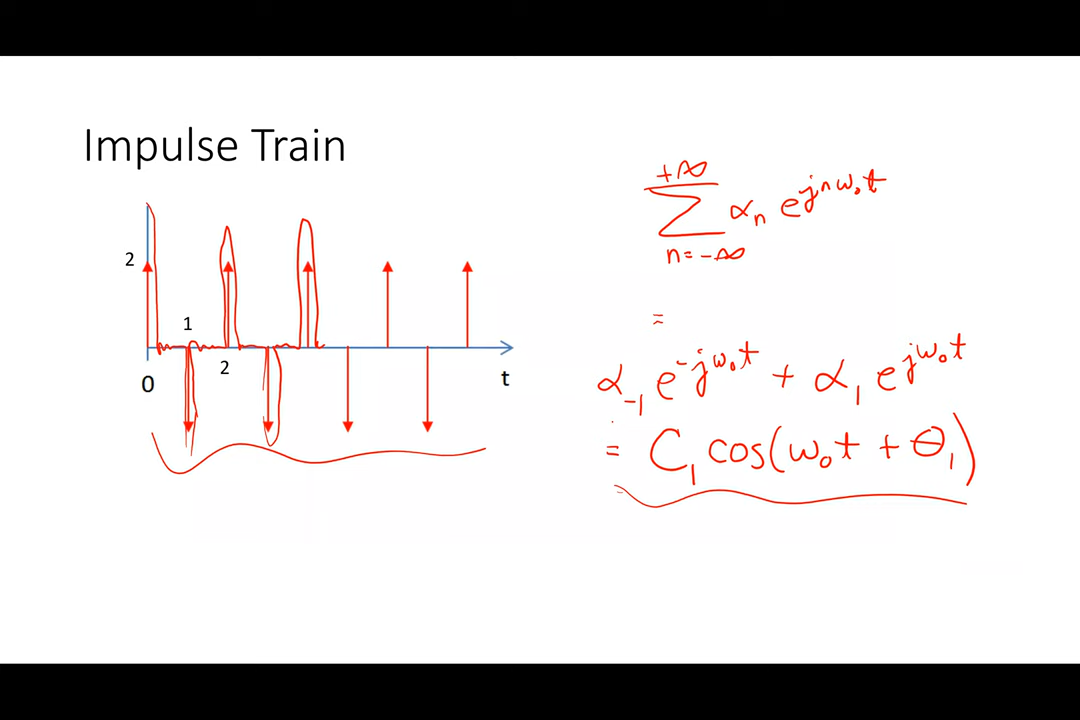 Impulse Train
2
1
2
0
t
+∞
∑ αₙ e^{jnω₀t}
n=-∞
=
α₋₁ e^{-jω₀t} + α₁ e^{jω₀t}
= C₁ cos(ω₀t + θ₁)